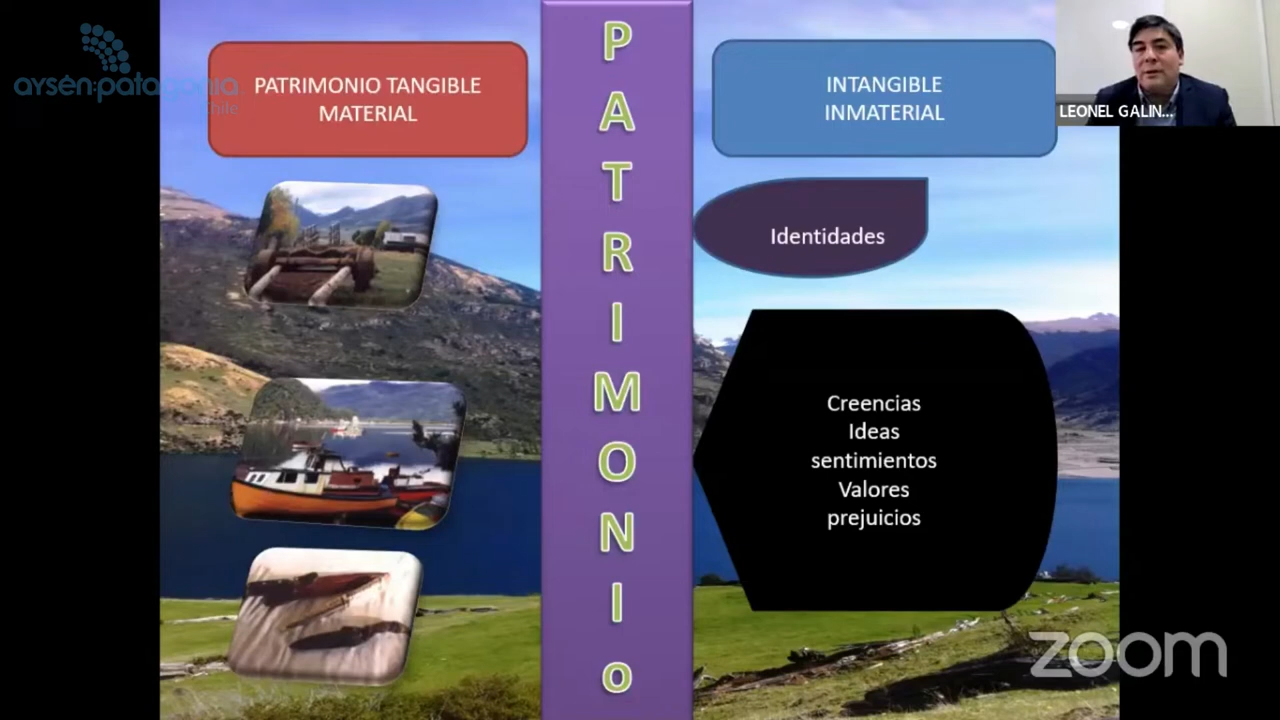 aysén:patagonia
Chile
PATRIMONIO TANGIBLE
MATERIAL
P
A
T
R
I
M
O
N
I
o
INTANGIBLE
INMATERIAL
Identidades
Creencias
Ideas
sentimientos
Valores
prejuicios
LEONEL GALIN...
zoom